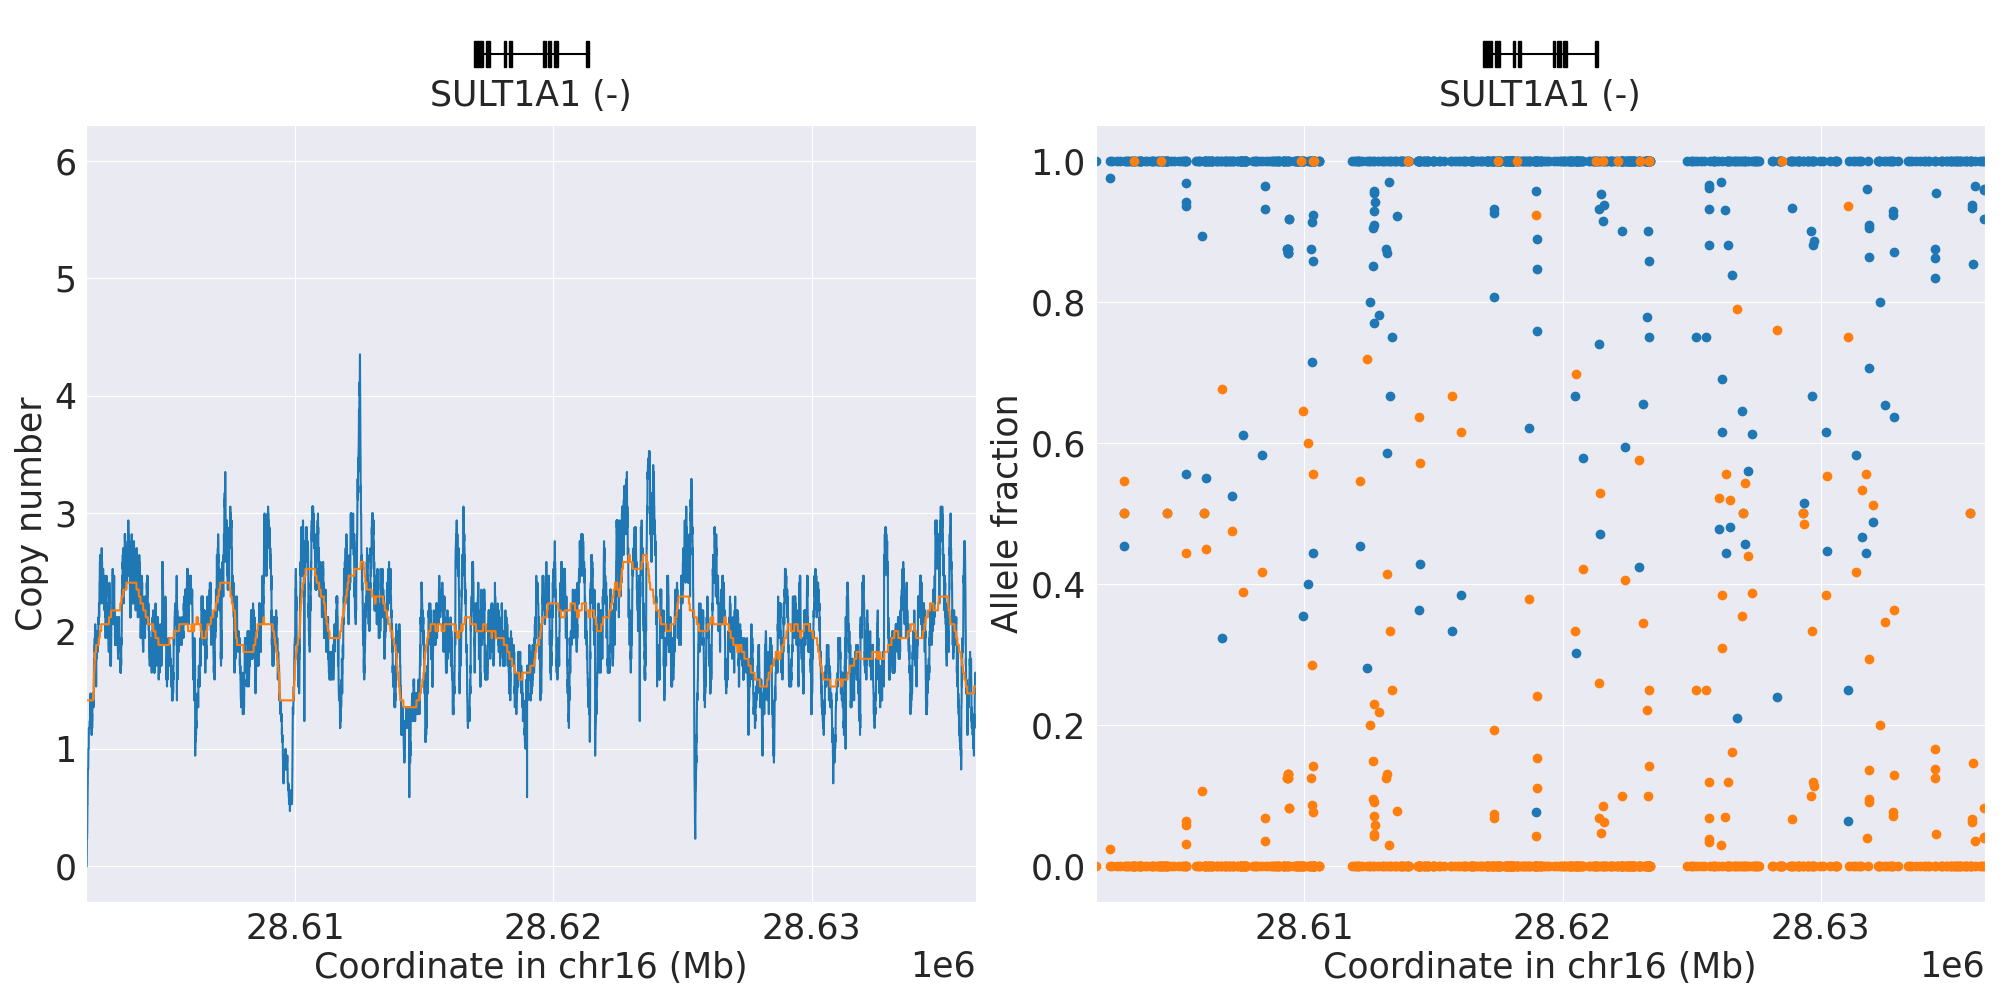 SULT1A1 (-)
6
5
4
3
2
1
0
Copy number
28.61
28.62
28.63
Coordinate in chr16 (Mb)
1e6
SULT1A1 (-)
1.0
0.8
0.6
0.4
0.2
0.0
Allele fraction
28.61
28.62
28.63
Coordinate in chr16 (Mb)
1e6